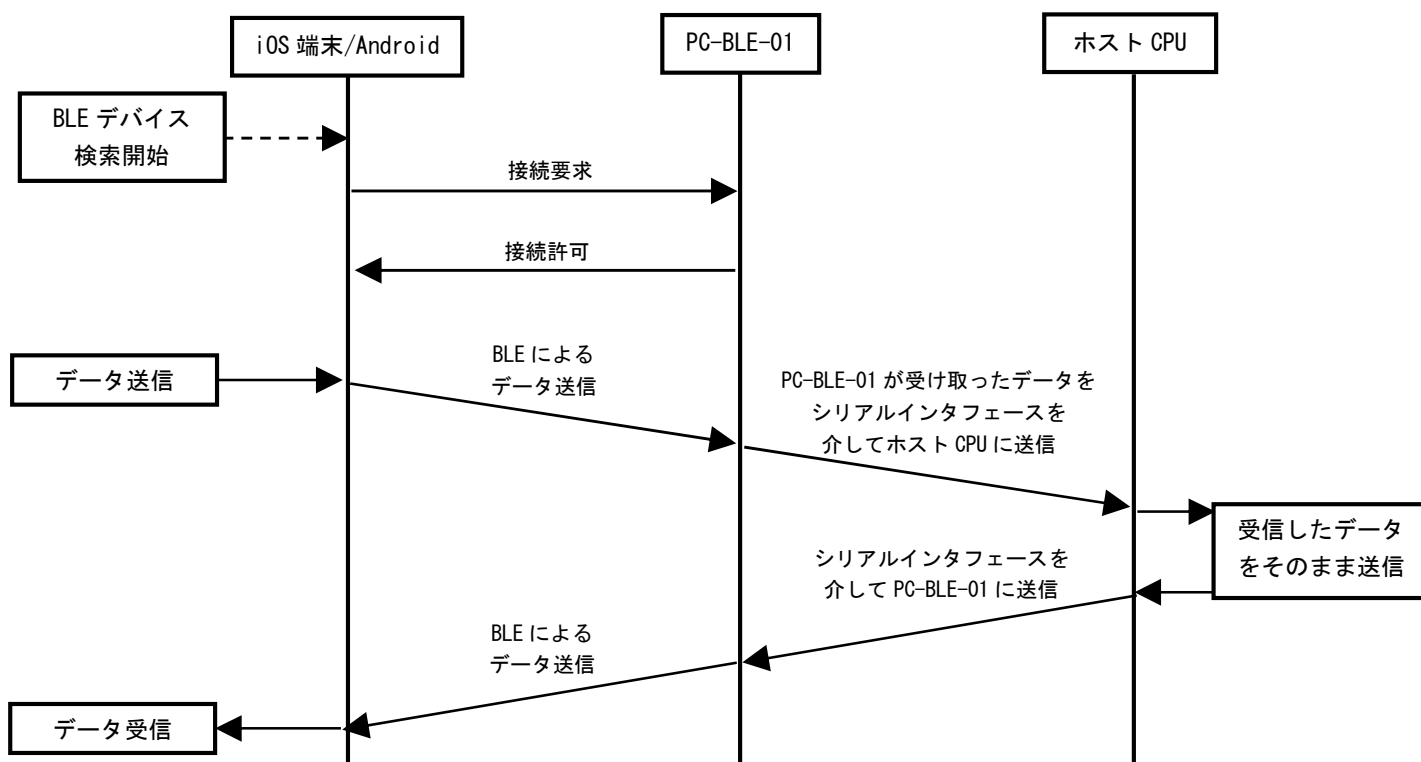 iOS 端末/Android
PC-BLE-01
ホスト CPU
BLE デバイス
検索開始
接続要求
接続許可
データ送信
BLE による
データ送信
PC-BLE-01 が受け取ったデータを
シリアルインタフェースを
介してホスト CPU に送信
受信したデータ
をそのまま送信
シリアルインタフェースを
介して PC-BLE-01 に送信
BLE による
データ送信
データ受信